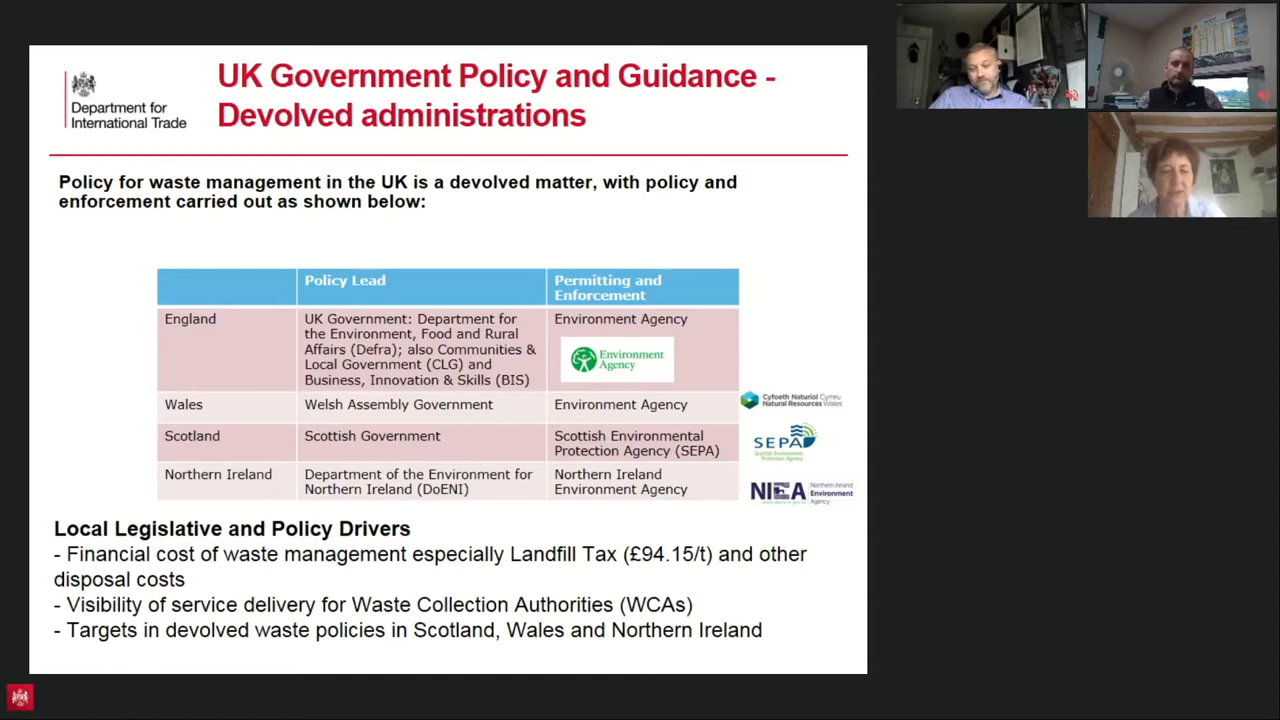 Department for
International Trade
UK Government Policy and Guidance -
Devolved administrations
Policy for waste management in the UK is a devolved matter, with policy and
enforcement carried out as shown below:
Policy Lead
Permitting and
Enforcement
England
UK Government: Department for
the Environment, Food and Rural
Affairs (Defra); also Communities &
Local Government (CLG) and
Business, Innovation & Skills (BIS)
Environment Agency
Environment
Agency
Wales
Welsh Assembly Government
Environment Agency
Cyfoeth Naturiol Cymru
Natural Resources Wales
Scotland
Scottish Government
Scottish Environmental
Protection Agency (SEPA)
SEPA
Scottish Environment
Protection Agency
Northern Ireland
Department of the Environment for
Northern Ireland (DoENI)
Northern Ireland
Environment Agency
NIEA
Northern Ireland
Environment
Agency
Local Legislative and Policy Drivers
- Financial cost of waste management especially Landfill Tax (£94.15/t) and other
disposal costs
- Visibility of service delivery for Waste Collection Authorities (WCAs)
- Targets in devolved waste policies in Scotland, Wales and Northern Ireland